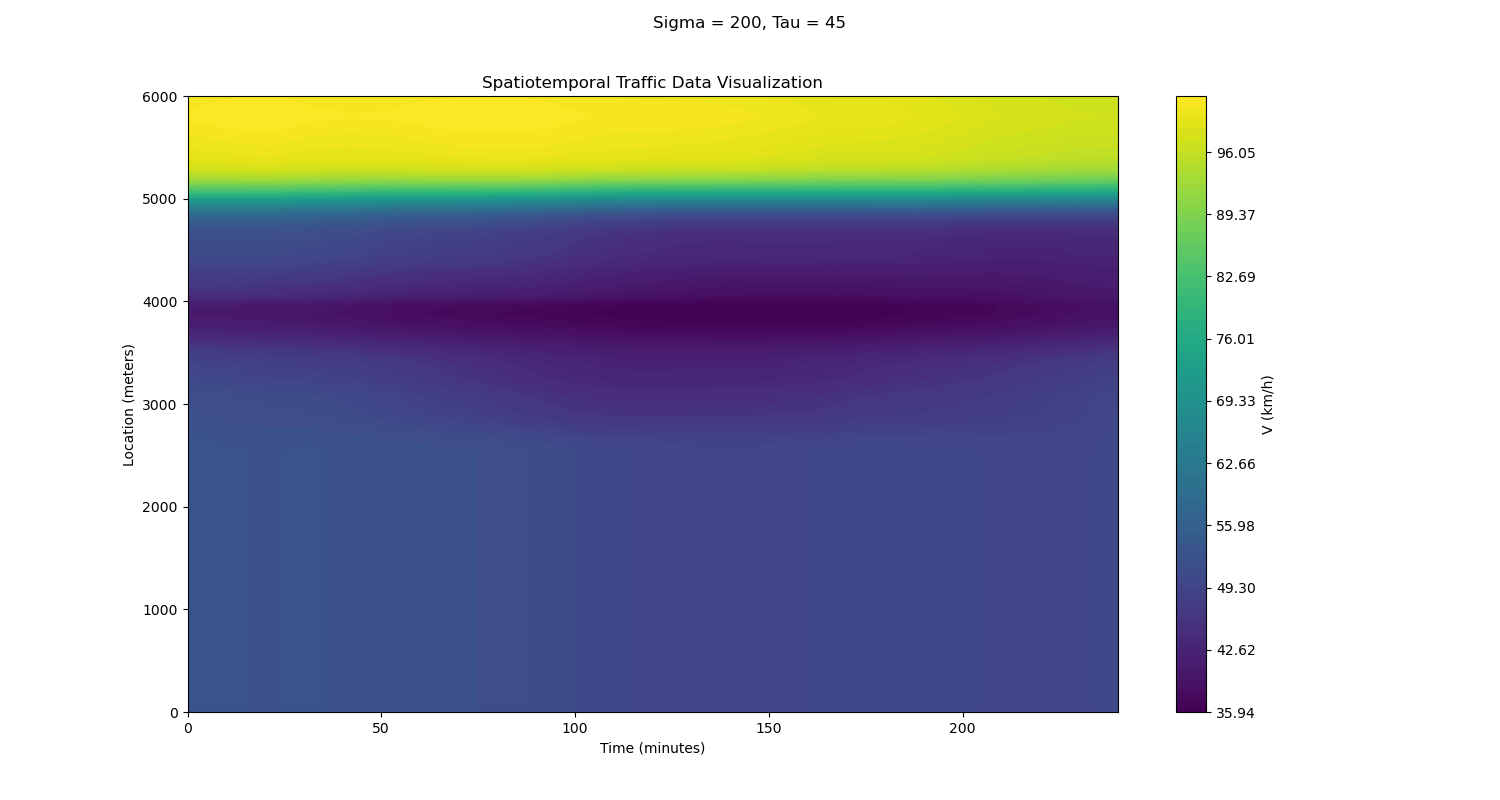 Sigma = 200, Tau = 45
Spatiotemporal Traffic Data Visualization
6000
5000
4000
3000
2000
1000
0
Location (meters)
0 50 100 150 200
Time (minutes)
96.05
89.37
82.69
76.01
69.33
62.66
55.98
49.30
42.62
35.94
V (km/h)